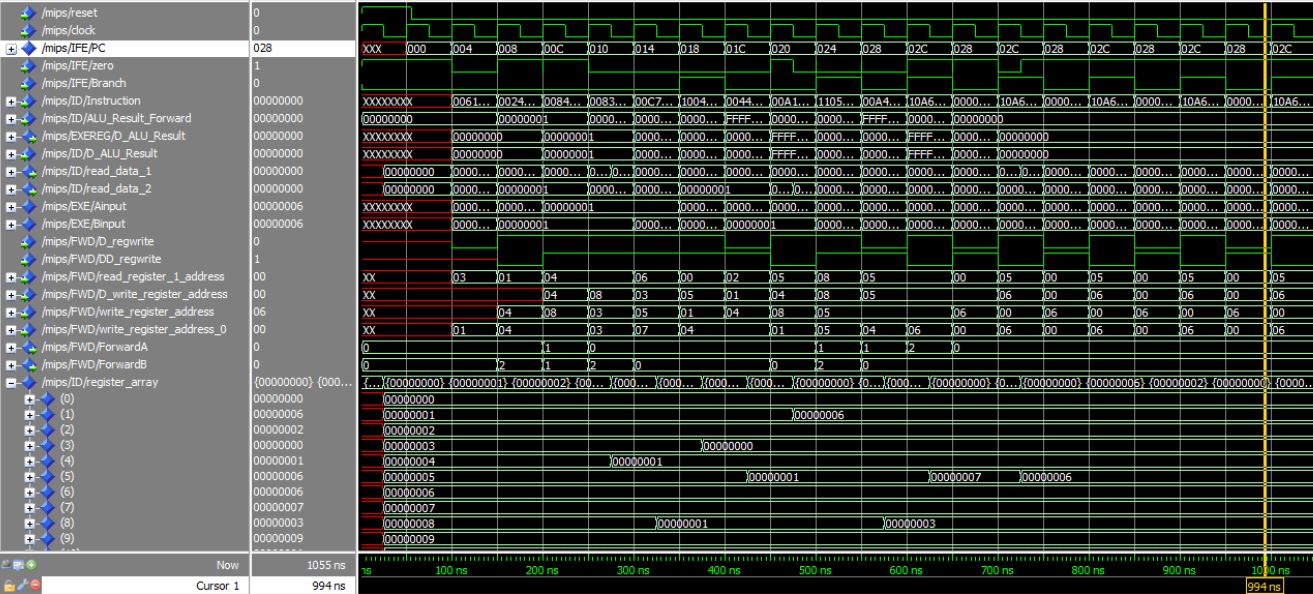 /mips/reset 0
/mips/clock 0
/mips/IFE/PC 028 XXX 000 004 008 00C 010 014 018 01C 020 024 028 02C 028 02C 028 02C 028 02C 028 02C
/mips/IFE/zero 1
/mips/IFE/Branch 0
/mips/ID/Instruction 00000000 XXXXXXXX 0061... 0024... 0084... 0083... 00C7... 1004... 0044... 00A1... 1105... 00A4... 10A6... 0000... 10A6... 0000... 10A6... 0000... 10A6... 0000... 10A6...
/mips/ID/ALU_Result_Forward 00000000 00000000 00000001 0000... 0000... 0000... 0000... FFFF... 0000... 0000... FFFF... 0000... 0000... 00000000
/mips/EXEREG/D_ALU_Result 00000000 XXXXXXXX 00000000 00000001 0000... 0000... 0000... 0000... FFFF... 0000... 0000... FFFF... 0000... 00000000
/mips/ID/D_ALU_Result 00000000 XXXXXXXX 00000000 00000001 0000... 0000... 0000... 0000... FFFF... 0000... 0000... FFFF... 0000... 00000000
/mips/ID/read_data_1 00000000 00000000 0000... 0000... 0000... 0... 0... 0000... 0000... 0000... 0000... 0000... 0000... 0000... 0000... 0... 0... 0000... 0000... 0000... 0000... 0000... 0000...
/mips/ID/read_data_2 00000000 00000000 0000... 00000001 0000... 0000... 00000001 0... 0... 0000... 0000... 0000... 0000... 0000... 0000... 0000... 0000... 0000... 0000... 0000...
/mips/EXE/Ainput 00000006 XXXXXXXX 0000... 0000... 00000001 0000... 0000... 0000... 0000... 0000... 0000... 0000... 0000... 0000... 0000... 0000... 0000... 0000... 0000...
/mips/EXE/Binput 00000006 XXXXXXXX 0000... 00000001 0000... 0000... 00000001 0000... 0000... 0000... 0000... 0000... 0000... 0000... 0000... 0000... 0000... 0000...
/mips/FWD/D_regwrite 0
/mips/FWD/DD_regwrite 1
/mips/FWD/read_register_1_address 00 XX 03 01 04 06 00 02 05 08 05 00 05 00 05 00 05 00 05
/mips/FWD/D_write_register_address 00 XX 04 08 03 05 01 04 08 05 06 00 06 00 06 00 06
/mips/FWD/write_register_address 06 XX 04 08 03 05 01 04 08 05 06 00 06 00 06 00 06 00
/mips/FWD/write_register_address_0 00 XX 01 04 03 07 04 01 05 04 06 00 06 00 06 00 06 00 06
/mips/FWD/ForwardA 0 0 1 0 1 1 2 0
/mips/FWD/ForwardB 0 0 2 1 2 0 0 2 0
/mips/ID/register_array {00000000} {000... {... {00000000} {00000001} {00000002} {00... {000... {000... {000... {000... {00000000} {000... {00000000} {0... {00000000} {00000006} {00000002} {00000000} {000...
(0) 00000000 00000000
(1) 00000006 00000001 00000006
(2) 00000002 00000002
(3) 00000000 00000003 00000000
(4) 00000001 00000004 00000001
(5) 00000006 00000005 00000001 00000007 00000006
(6) 00000006 00000006
(7) 00000007 00000007
(8) 00000003 00000008 00000001 00000003
(9) 00000009 00000009
Now 1055 ns ns 100 ns 200 ns 300 ns 400 ns 500 ns 600 ns 700 ns 800 ns 900 ns
Cursor 1 994 ns 994 ns